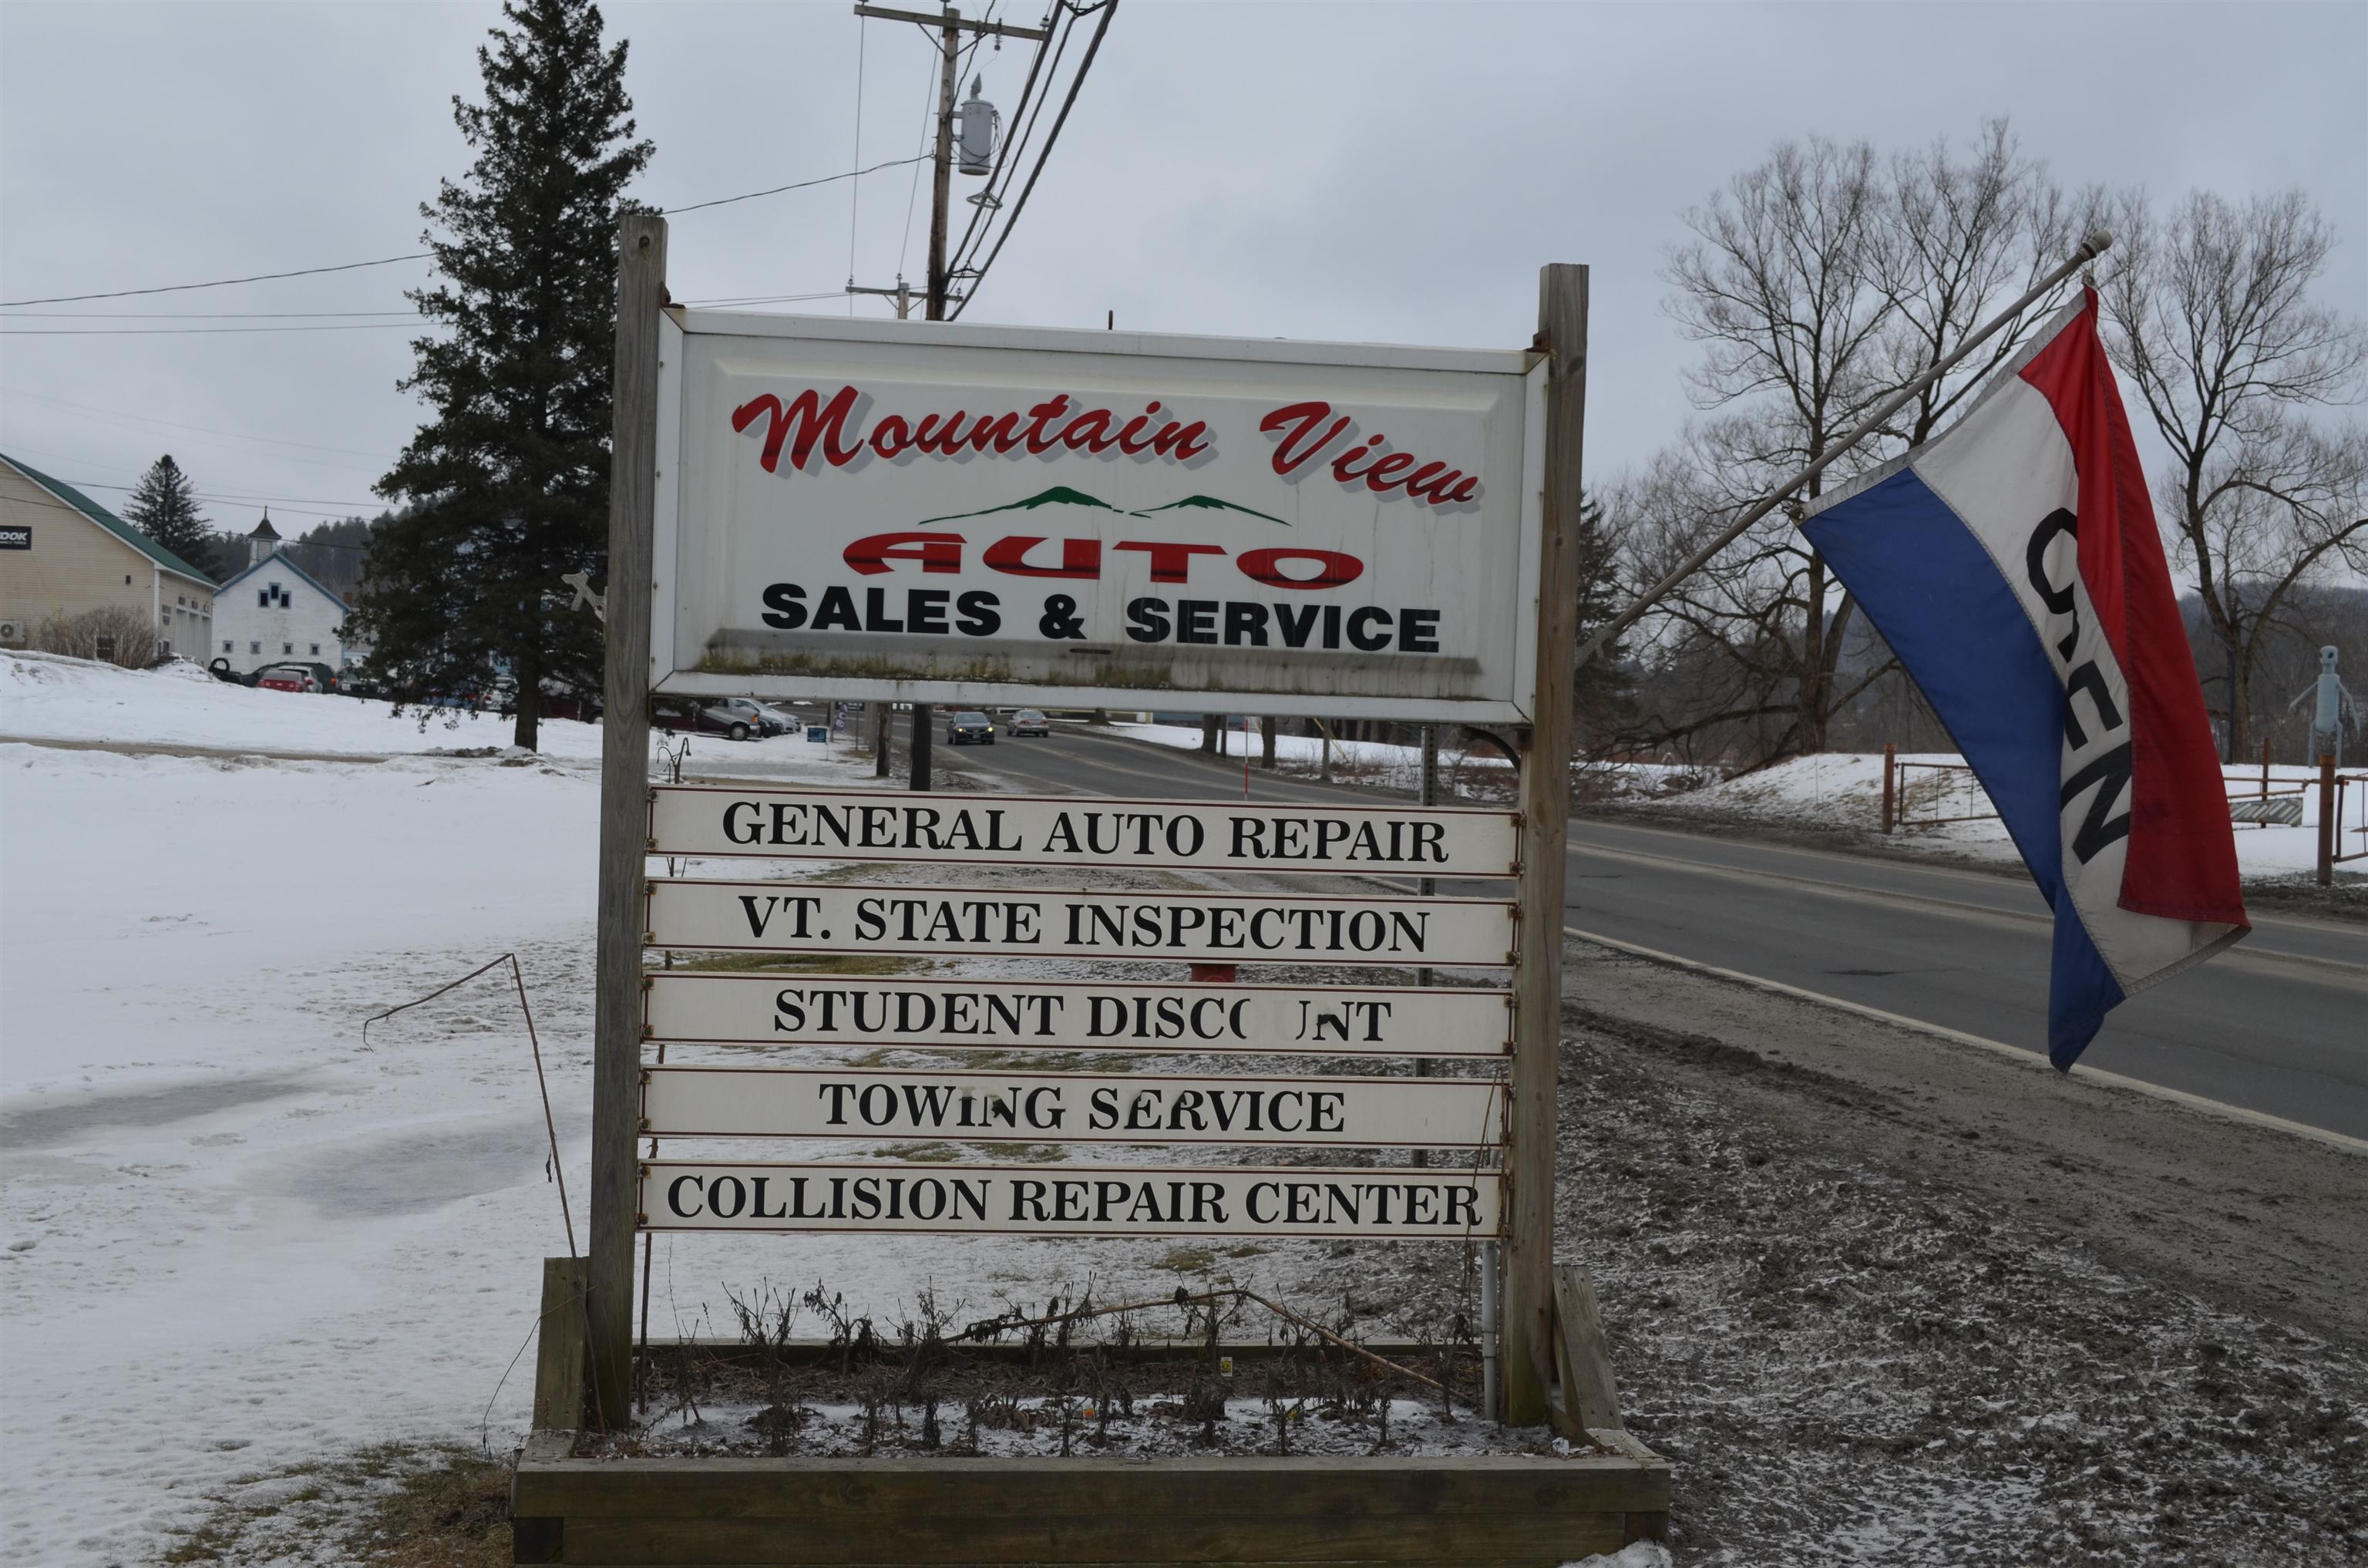 Mountain View
AUTO
SALES & SERVICE
GENERAL AUTO REPAIR
VT. STATE INSPECTION
STUDENT DISCOUNT
TOWING SERVICE
COLLISION REPAIR CENTER
OPEN